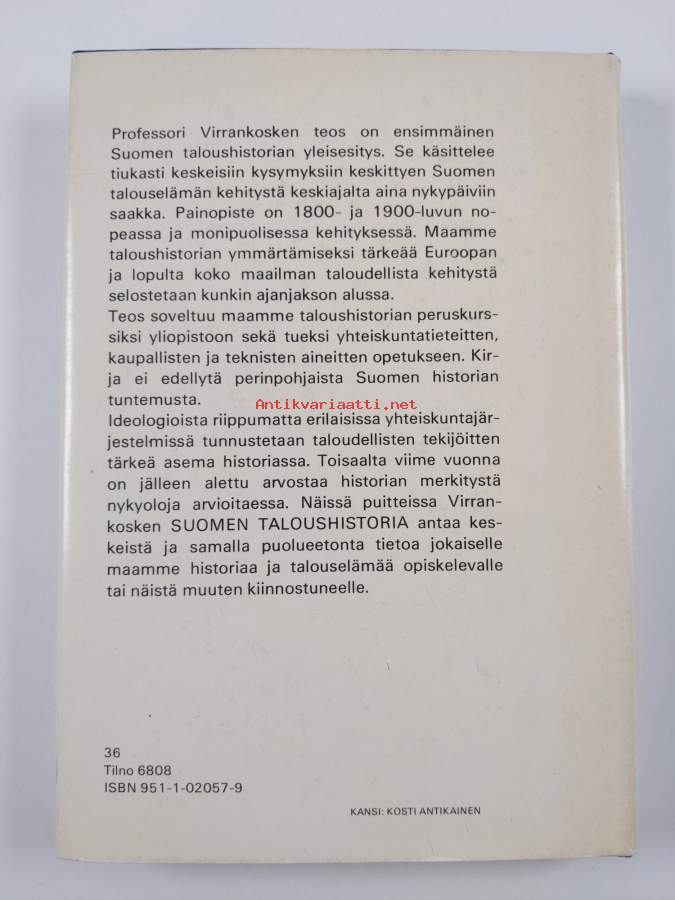 Professori Virrankosken teos on ensimmäinen
Suomen taloushistorian yleisesitys. Se käsittelee
tiukasti keskeisiin kysymyksiin keskittyen Suomen
talouselämän kehitystä keskiajalta aina nykypäiviin
saakka. Painopiste on 1800- ja 1900-luvun no-
peassa ja monipuolisessa kehityksessä. Maamme
taloushistorian ymmärtämiseksi tärkeää Euroopan
ja lopulta koko maailman taloudellista kehitystä
selostetaan kunkin ajanjakson alussa.
Teos soveltuu maamme taloushistorian peruskurs-
siksi yliopistoon sekä tueksi yhteiskuntatieteitten,
kaupallisten ja teknisten aineitten opetukseen. Kir-
ja ei edellytä perinpohjaista Suomen historian
tuntemusta.
Antikvariaatti.net
Ideologioista riippumatta erilaisissa yhteiskuntajär-
jestelmissä tunnustetaan taloudellisten tekijöitten
tärkeä asema historiassa. Toisaalta viime vuonna
on jälleen alettu arvostaa historian merkitystä
nykyoloja arvioitaessa. Näissä puitteissa Virran-
kosken SUOMEN TALOUSHISTORIA antaa kes-
keistä ja samalla puolueetonta tietoa jokaiselle
maamme historiaa ja talouselämää opiskelevalle
tai näistä muuten kiinnostuneelle.
36
Tilno 6808
ISBN 951-1-02057-9
KANSI: KOSTI ANTIKAINEN